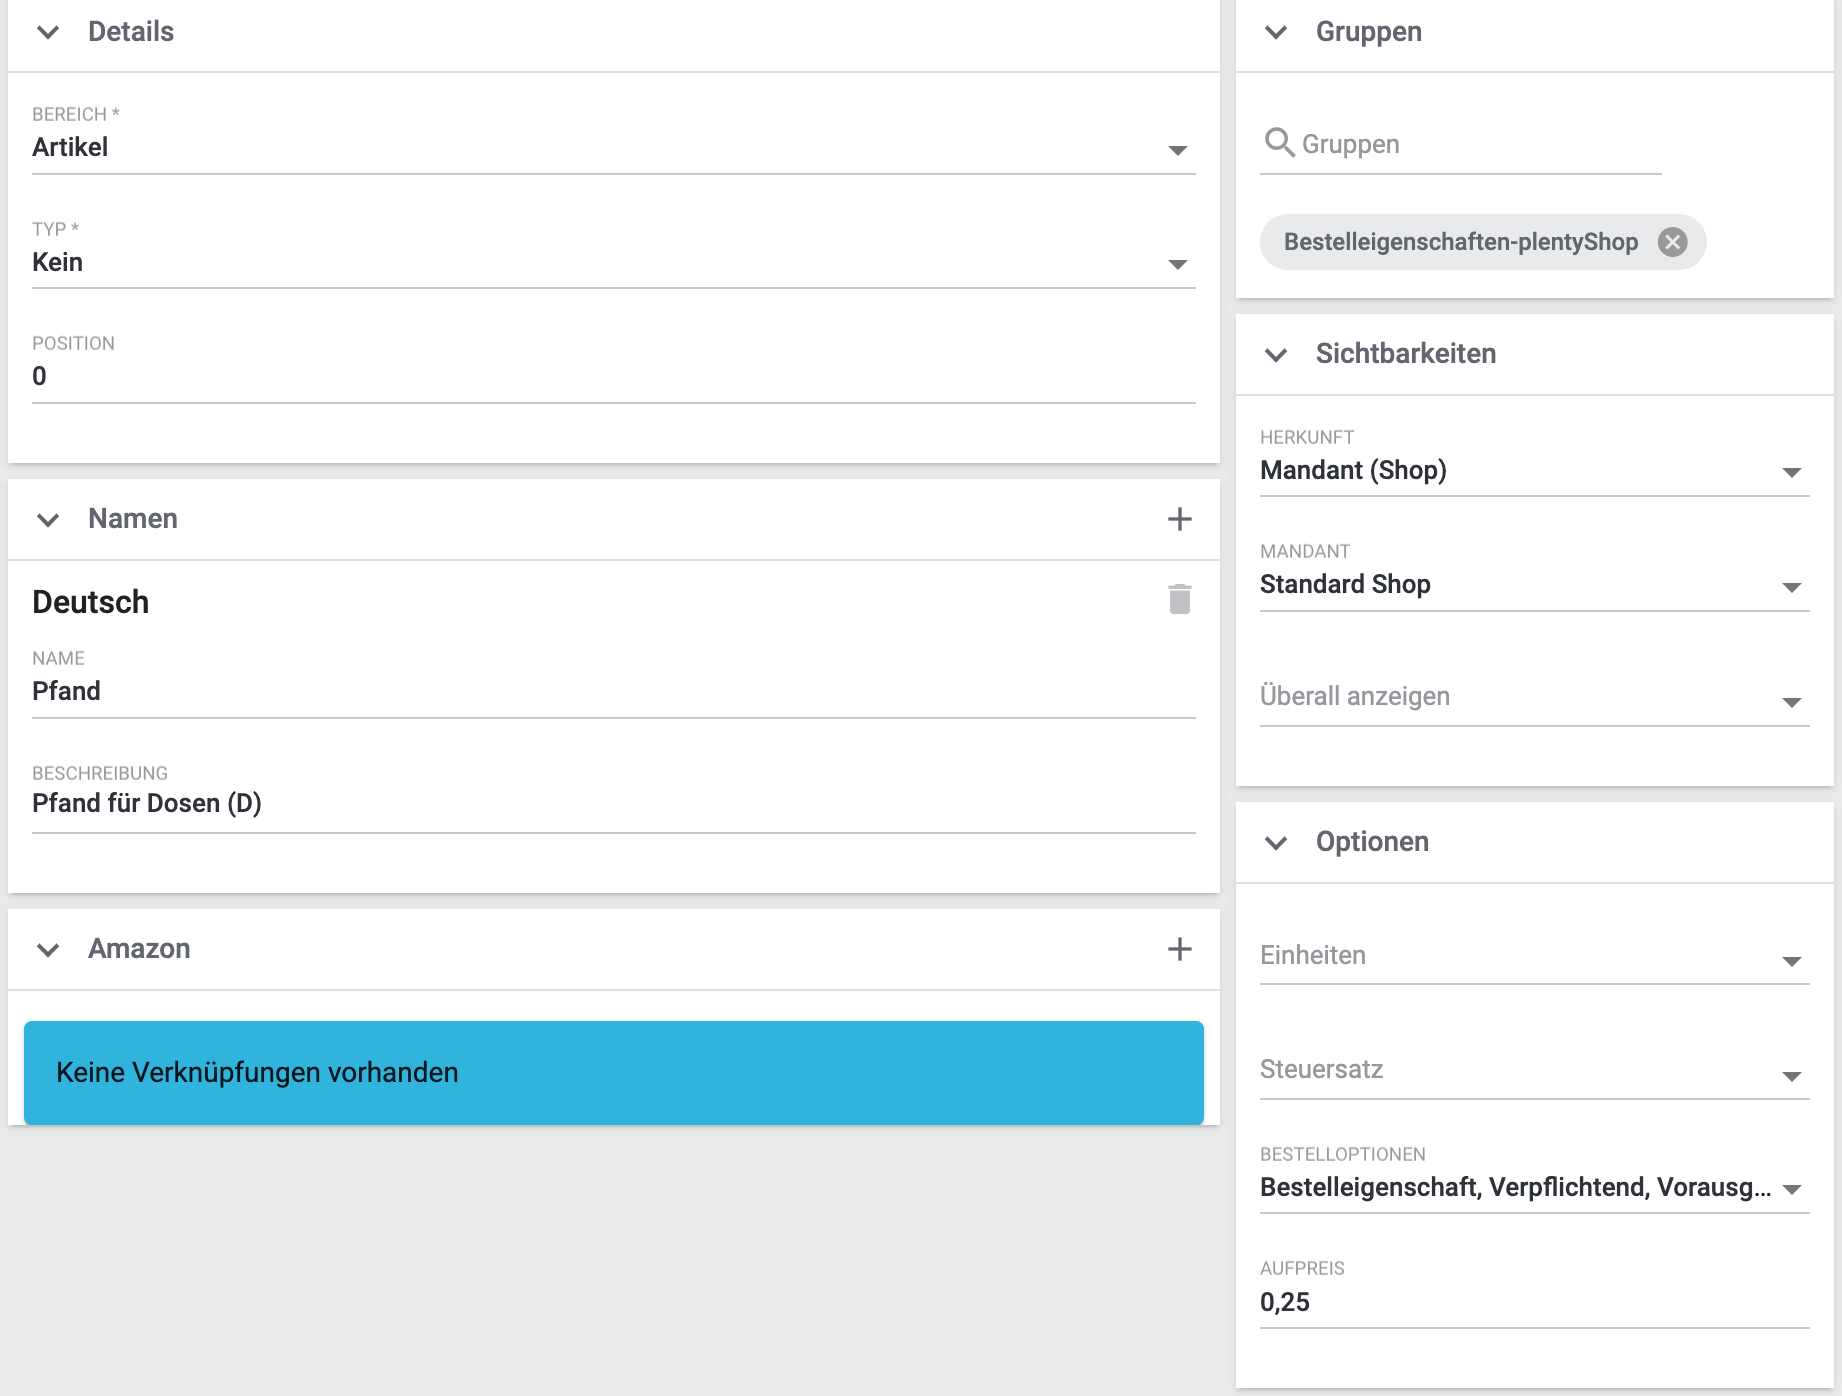 Details
BEREICH *
Artikel
TYP *
Kein
POSITION
0
Namen
Deutsch
NAME
Pfand
BESCHREIBUNG
Pfand für Dosen (D)
Amazon
Keine Verknüpfungen vorhanden
Gruppen
Gruppen
Bestelleigenschaften-plentyShop
Sichtbarkeiten
HERKUNFT
Mandant (Shop)
MANDANT
Standard Shop
Überall anzeigen
Optionen
Einheiten
Steuersatz
BESTELLOPTIONEN
Bestelleigenschaft, Verpflichtend, Vorausg...
AUFPREIS
0,25